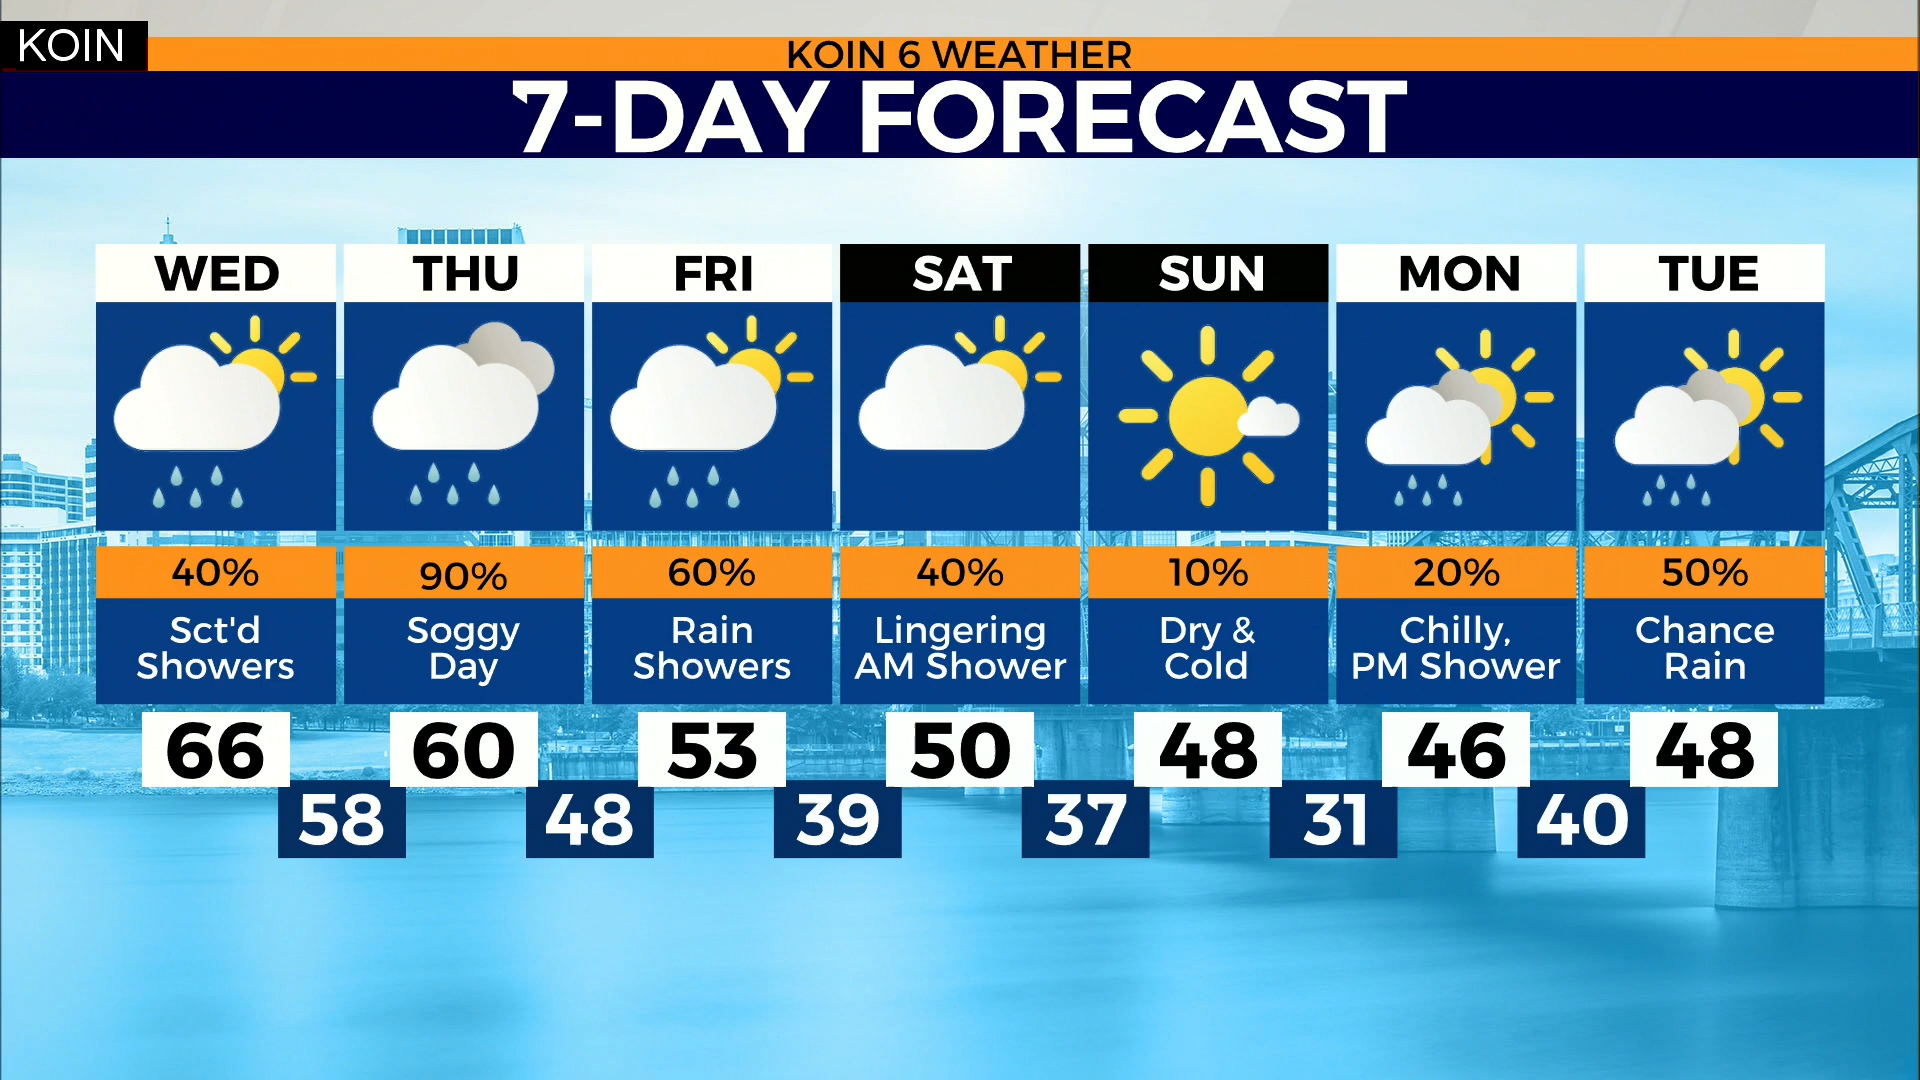 KOIN
KOIN 6 WEATHER
7-DAY FORECAST
WED THU FRI SAT SUN MON TUE
40% 90% 60% 40% 10% 20% 50%
Sct'd Soggy Rain Lingering Dry & Chilly, Chance
Showers Day Showers AM Shower Cold PM Shower Rain
66 60 53 50 48 46 48
58 48 39 37 31 40